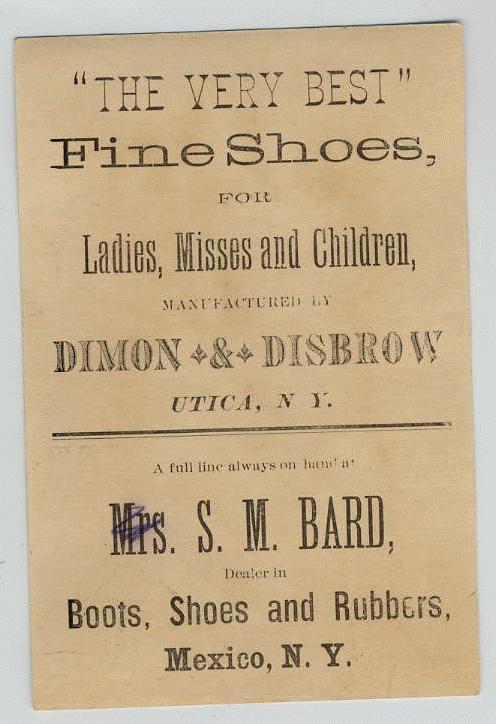 "THE VERY BEST"
Fine Shoes,
FOR
Ladies, Misses and Children,
MANUFACTURED BY
DIMON & DISBROW
UTICA, N Y.
A full line always on hand at
Mrs. S. M. BARD,
Dealer in
Boots, Shoes and Rubbers,
Mexico, N. Y.